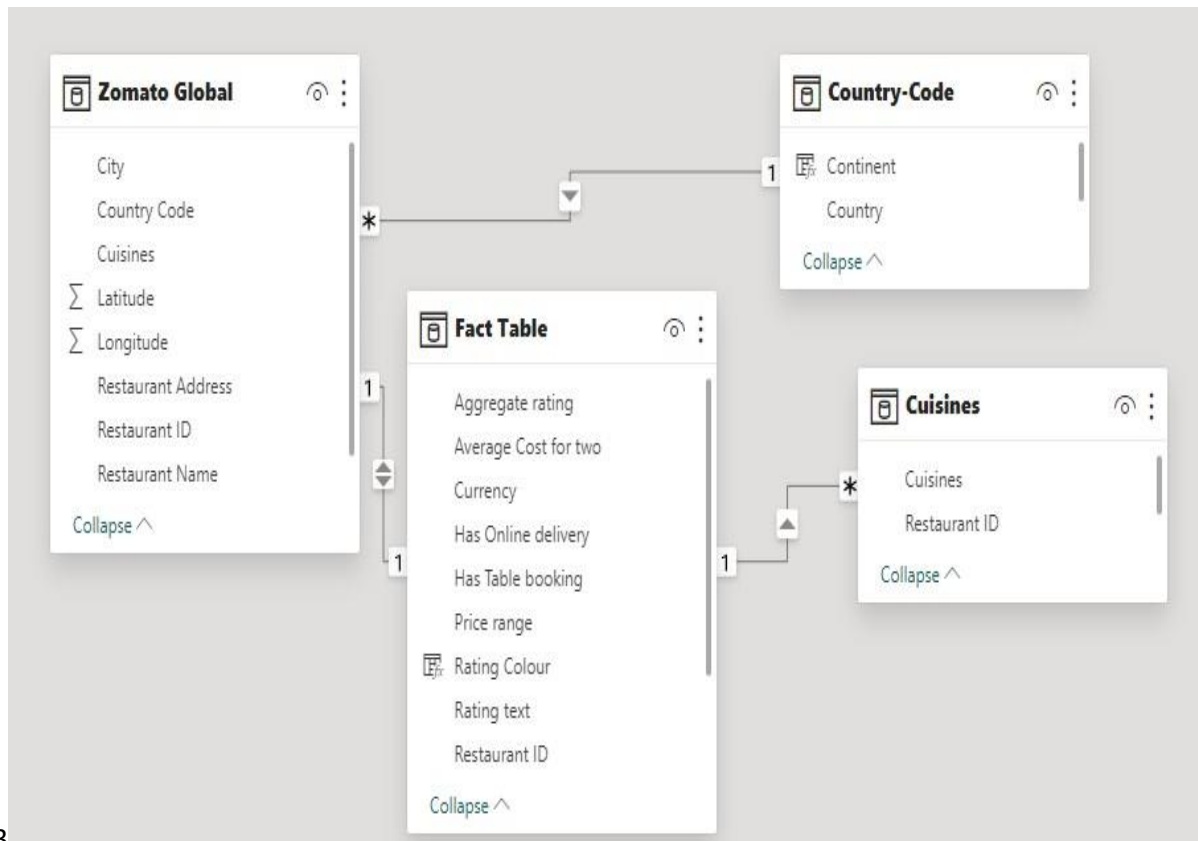 Zomato Global
City
Country Code
Cuisines
Σ Latitude
Σ Longitude
Restaurant Address
Restaurant ID
Restaurant Name
Collapse
*
1
Country-Code
1
Continent
Country
Collapse
Fact Table
Aggregate rating
Average Cost for two
Currency
Has Online delivery
Has Table booking
Price range
Rating Colour
Rating text
Restaurant ID
Collapse
1
1
Cuisines
*
Cuisines
Restaurant ID
Collapse